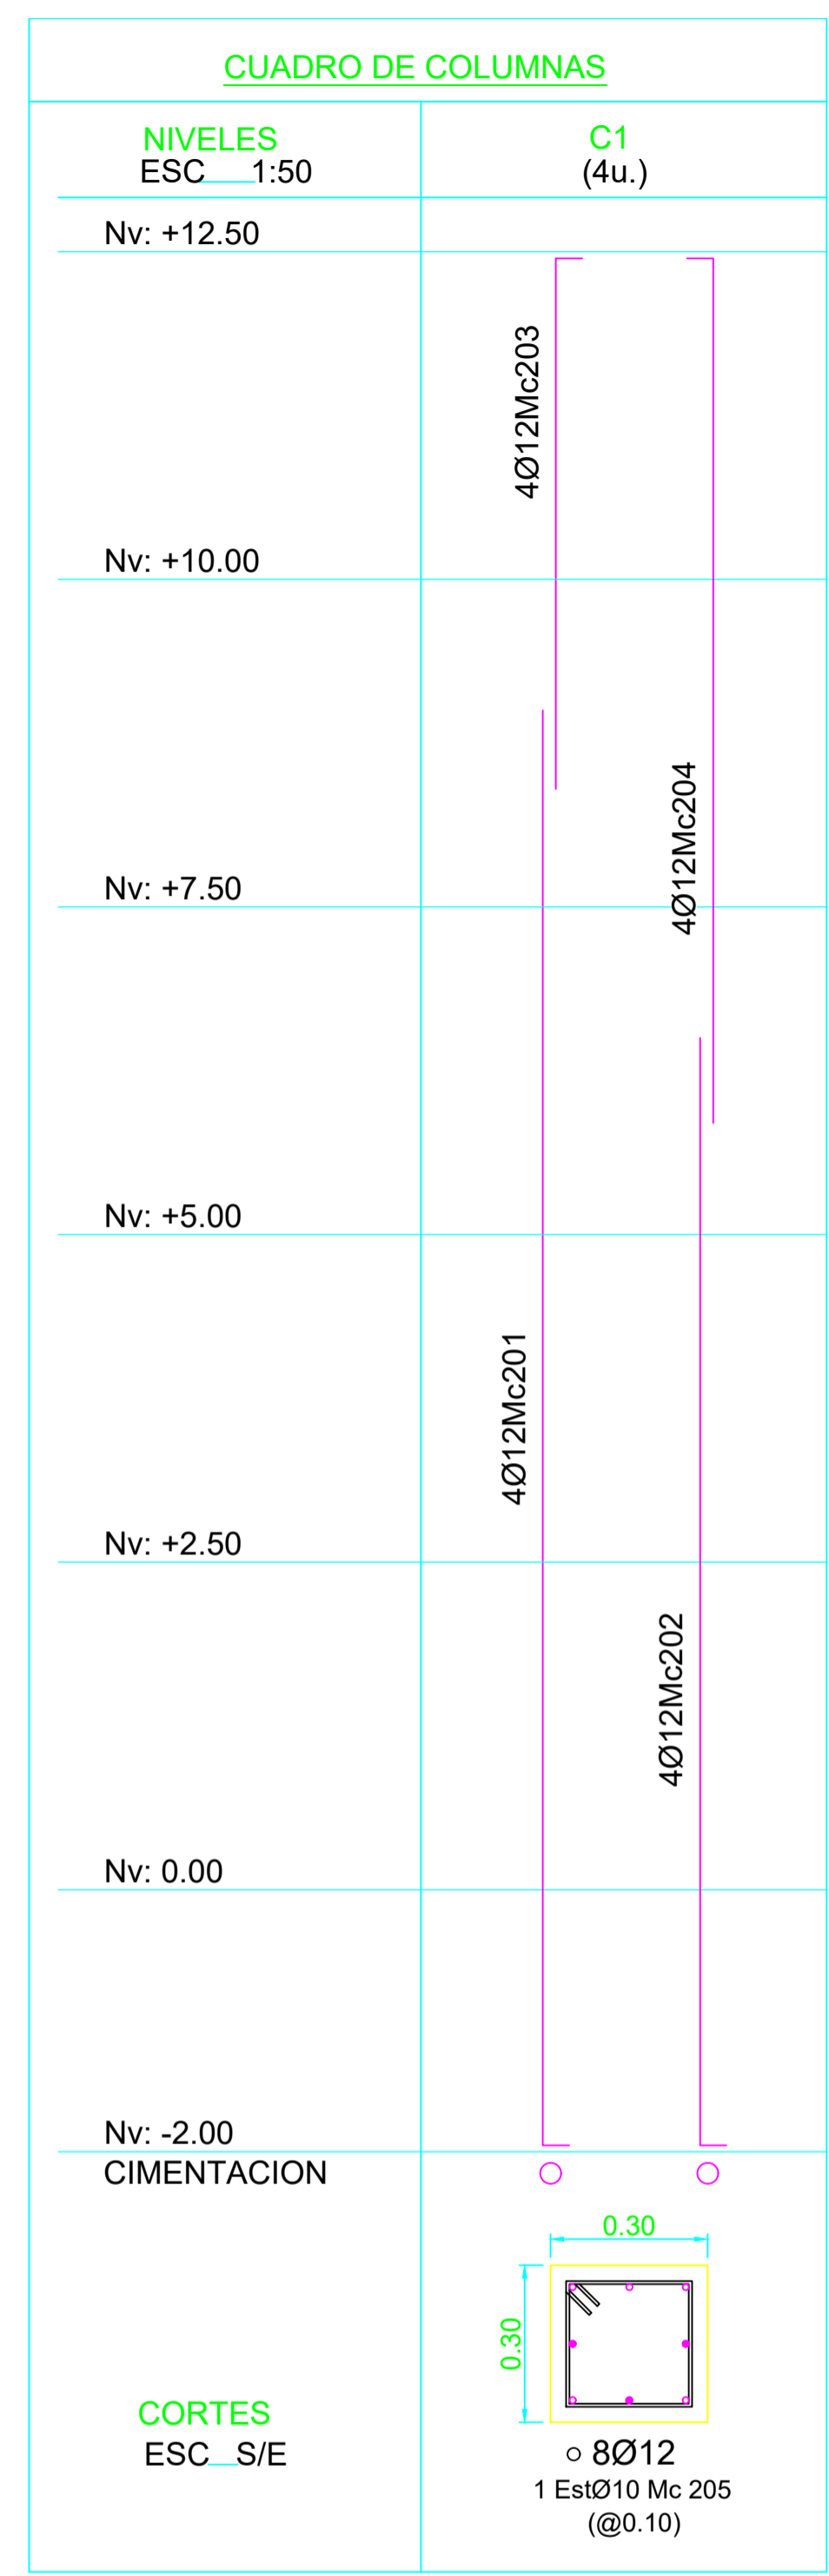 CUADRO DE COLUMNAS
NIVELES
ESC 1:50
C1
(4u.)
Nv: +12.50
4Ø12Mc203
Nv: +10.00
4Ø12Mc204
Nv: +7.50
Nv: +5.00
4Ø12Mc201
Nv: +2.50
4Ø12Mc202
Nv: 0.00
Nv: -2.00
CIMENTACION
0.30
0.30
CORTES
ESC S/E
8Ø12
1 EstØ10 Mc 205
(@0.10)